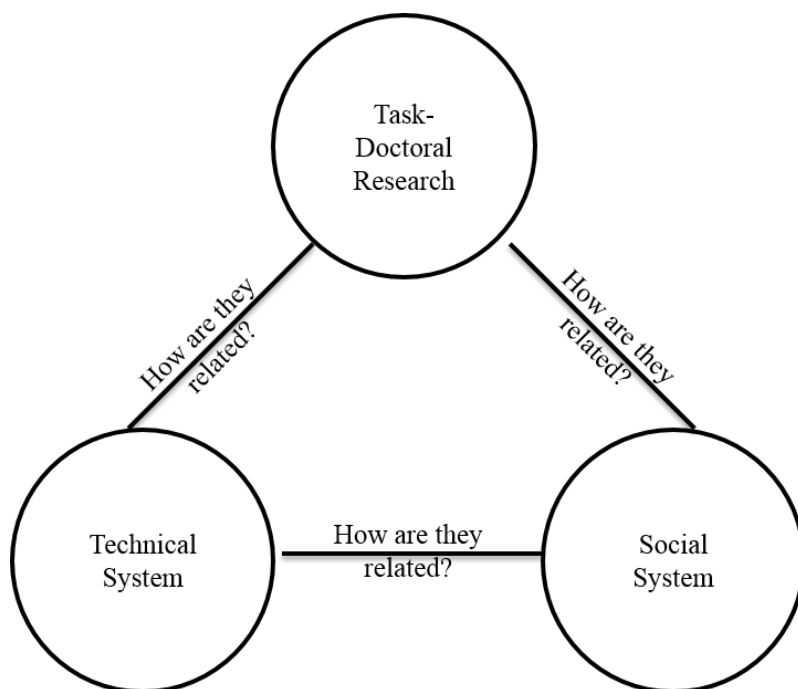 Task-
Doctoral
Research
How are they
related?
How are they
related?
Technical
System
How are they
related?
Social
System